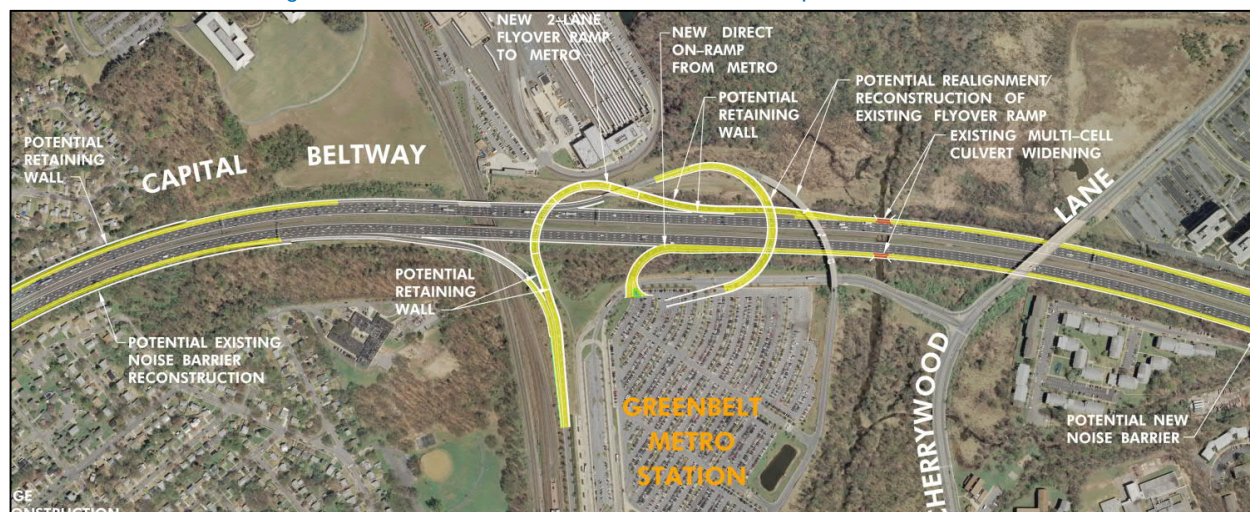 NEW 2–LANE
FLYOVER RAMP
TO METRO
NEW DIRECT
ON–RAMP
FROM METRO
POTENTIAL
RETAINING
WALL
POTENTIAL REALIGNMENT/
RECONSTRUCTION OF
EXISTING FLYOVER RAMP
EXISTING MULTI–CELL
CULVERT WIDENING
POTENTIAL
RETAINING
WALL
CAPITAL BELTWAY
LANE
POTENTIAL
RETAINING
WALL
POTENTIAL EXISTING
NOISE BARRIER
RECONSTRUCTION
GREENBELT
METRO
STATION
CHERRYWOOD
POTENTIAL NEW
NOISE BARRIER
GE
ONSTRUCTION